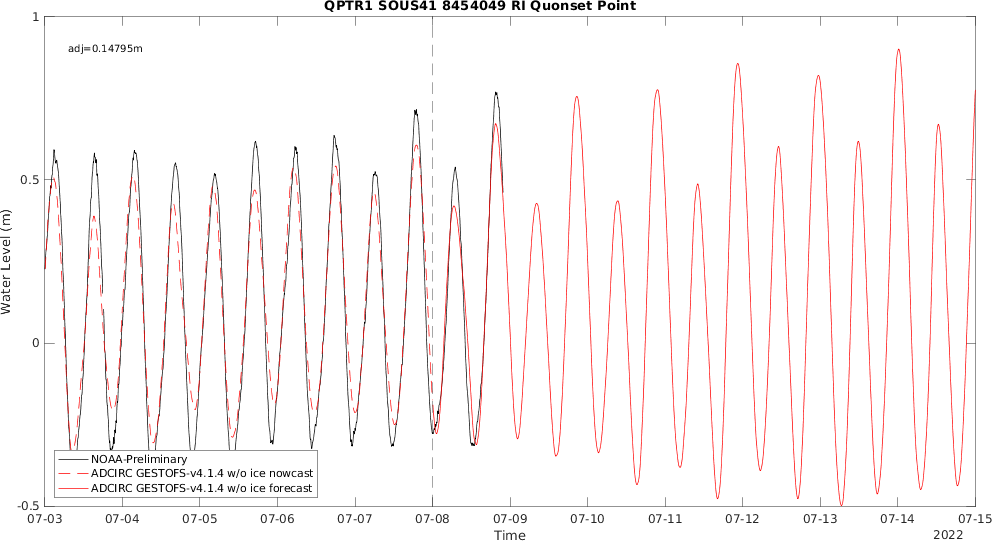 QPTR1 SOUS41 8454049 RI Quonset Point
adj=0.14795m
Water Level (m)
1
0.5
0
-0.5
NOAA-Preliminary
ADCIRC GESTOFS-v4.1.4 w/o ice nowcast
ADCIRC GESTOFS-v4.1.4 w/o ice forecast
07-03 07-04 07-05 07-06 07-07 07-08 07-09 07-10 07-11 07-12 07-13 07-14 07-15
Time
2022